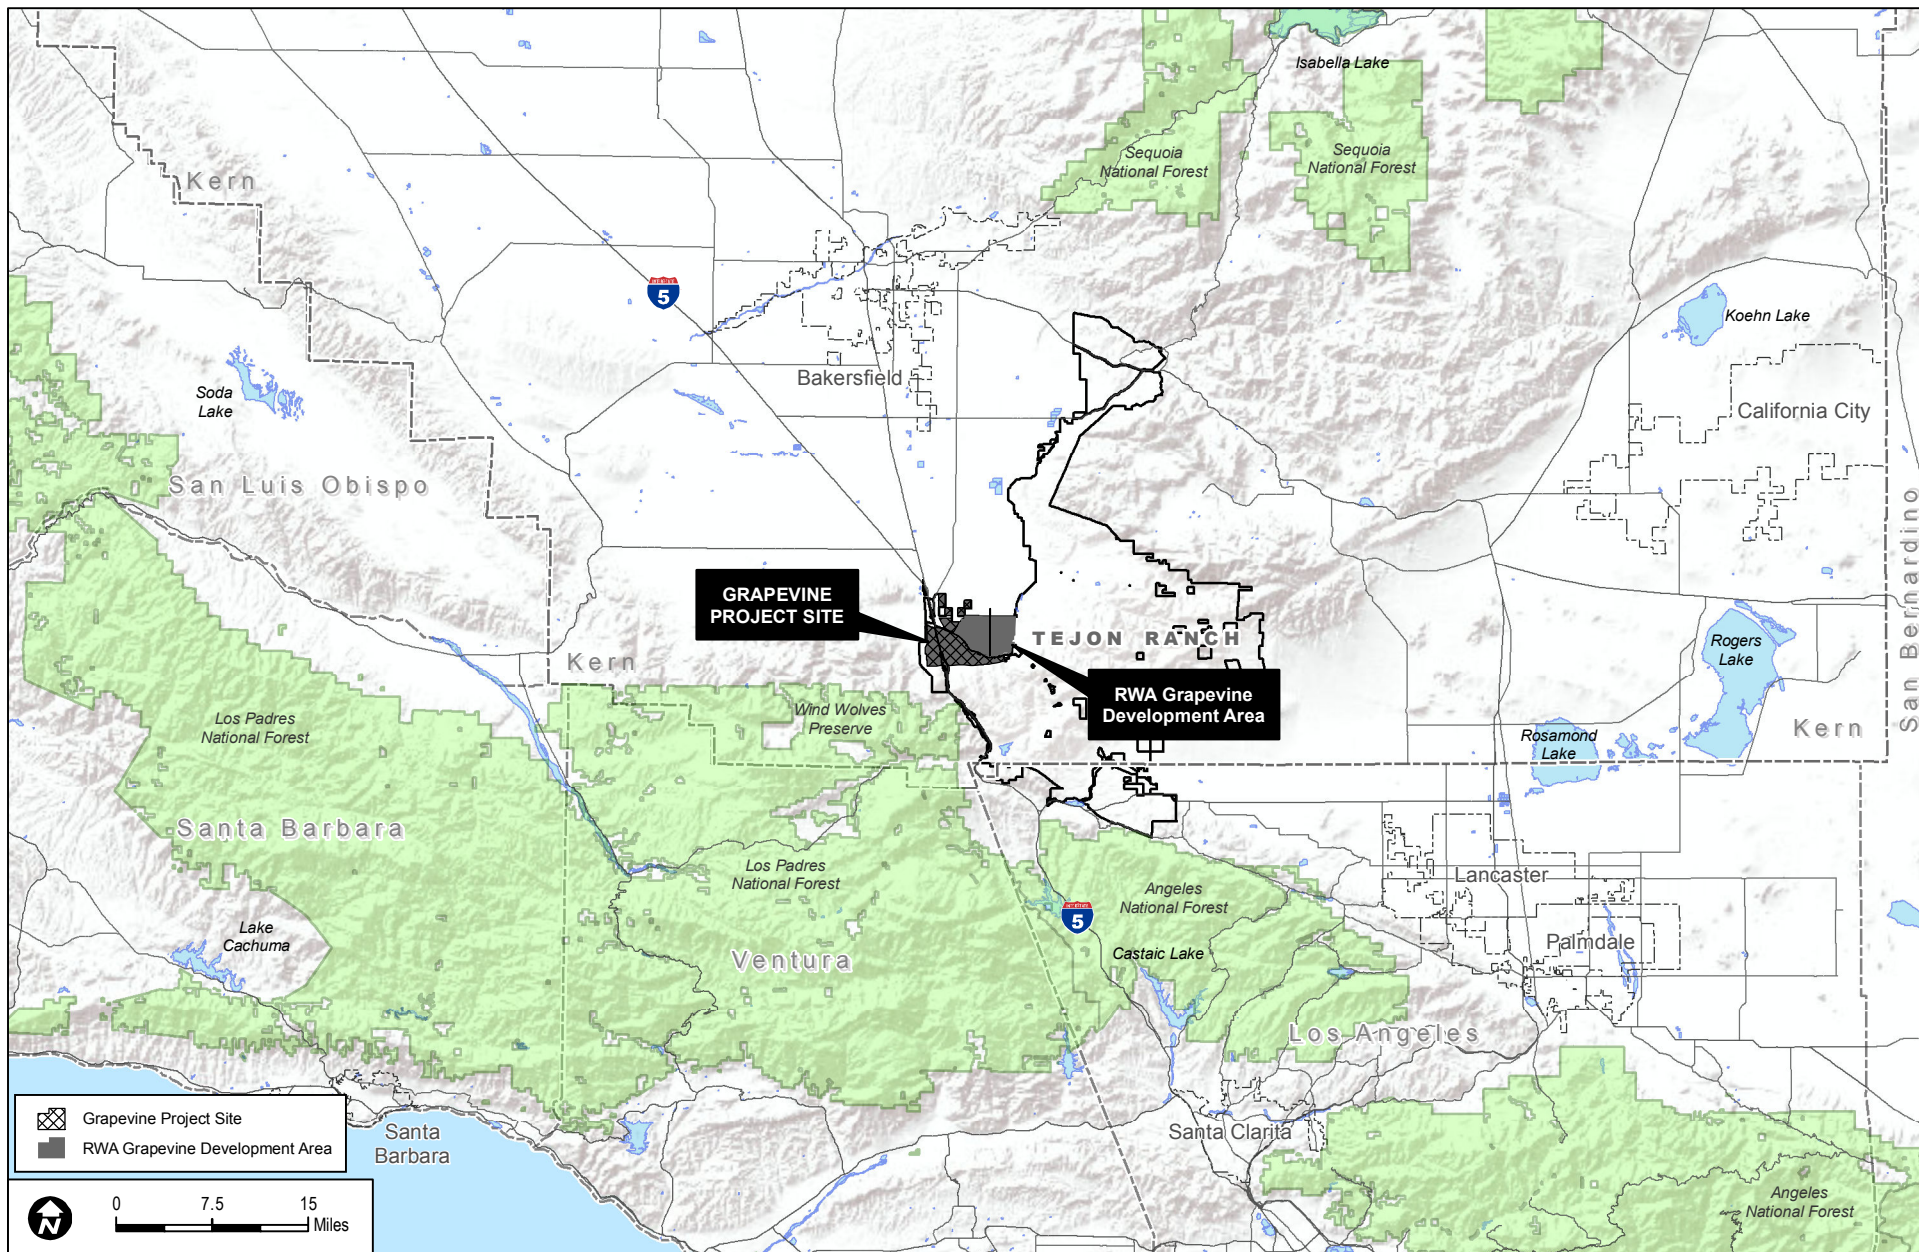 Isabella Lake
Sequoia
National Forest
Sequoia
National Forest
Kern
5
Koehn Lake
Soda
Lake
Bakersfield
California City
San Luis Obispo
San Bernardino
GRAPEVINE
PROJECT SITE
TEJON RANCH
Rogers
Lake
Kern
RWA Grapevine
Development Area
Los Padres
National Forest
Wind Wolves
Preserve
Rosamond
Lake
Kern
Santa Barbara
Los Padres
National Forest
Angeles
National Forest
Lancaster
5
Lake
Cachuma
Ventura
Castaic Lake
Palmdale
Los Angeles
Grapevine Project Site
RWA Grapevine Development Area
Santa
Barbara
Santa Clarita
Angeles
National Forest
N
0 7.5 15
Miles